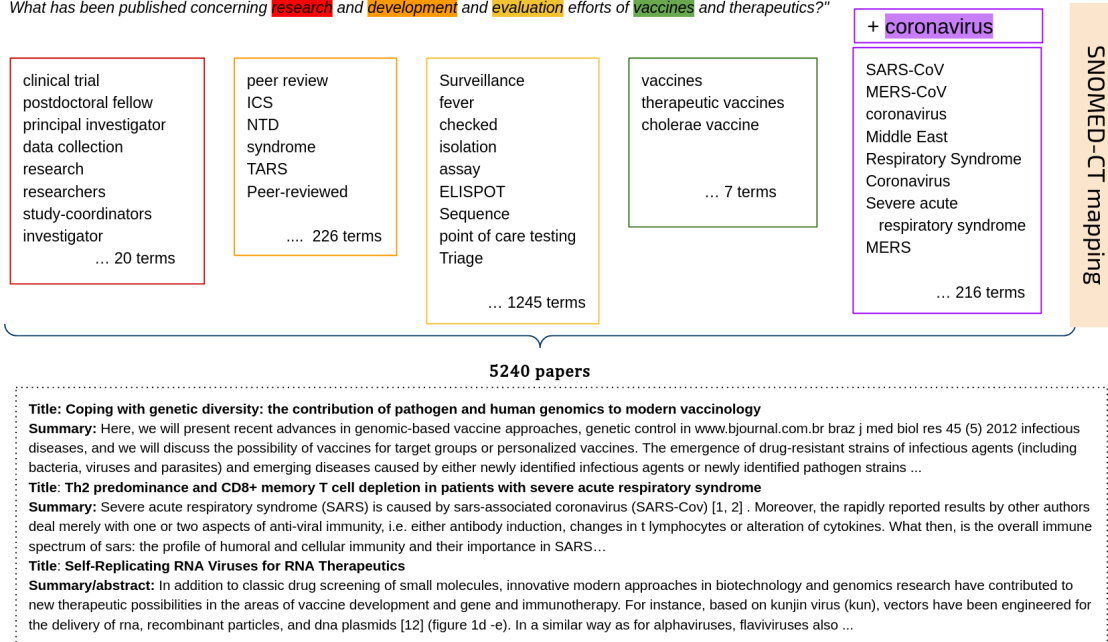 What has been published concerning research and development and evaluation efforts of vaccines and therapeutics?"
+ coronavirus
clinical trial
postdoctoral fellow
principal investigator
data collection
research
researchers
study-coordinators
investigator
... 20 terms
peer review
ICS
NTD
syndrome
TARS
Peer-reviewed
.... 226 terms
Surveillance
fever
checked
isolation
assay
ELISPOT
Sequence
point of care testing
Triage
... 1245 terms
vaccines
therapeutic vaccines
cholerae vaccine
... 7 terms
SARS-CoV
MERS-CoV
coronavirus
Middle East
Respiratory Syndrome
Coronavirus
Severe acute
respiratory syndrome
MERS
... 216 terms
SNOMED-CT mapping
5240 papers
Title: Coping with genetic diversity: the contribution of pathogen and human genomics to modern vaccinology
Summary: Here, we will present recent advances in genomic-based vaccine approaches, genetic control in www.bjournal.com.br braz j med biol res 45 (5) 2012 infectious
diseases, and we will discuss the possibility of vaccines for target groups or personalized vaccines. The emergence of drug-resistant strains of infectious agents (including
bacteria, viruses and parasites) and emerging diseases caused by either newly identified infectious agents or newly identified pathogen strains ...
Title: Th2 predominance and CD8+ memory T cell depletion in patients with severe acute respiratory syndrome
Summary: Severe acute respiratory syndrome (SARS) is caused by sars-associated coronavirus (SARS-Cov) [1, 2] . Moreover, the rapidly reported results by other authors
deal merely with one or two aspects of anti-viral immunity, i.e. either antibody induction, changes in t lymphocytes or alteration of cytokines. What then, is the overall immune
spectrum of sars: the profile of humoral and cellular immunity and their importance in SARS...
Title: Self-Replicating RNA Viruses for RNA Therapeutics
Summary/abstract: In addition to classic drug screening of small molecules, innovative modern approaches in biotechnology and genomics research have contributed to
new therapeutic possibilities in the areas of vaccine development and gene and immunotherapy. For instance, based on kunjin virus (kun), vectors have been engineered for
the delivery of rna, recombinant particles, and dna plasmids [12] (figure 1d -e). In a similar way as for alphaviruses, flaviviruses also ...